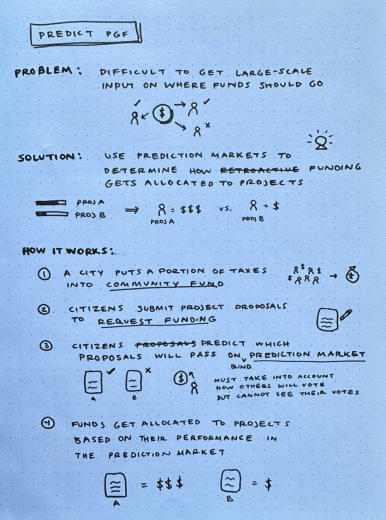 PREDICT PGF
PROBLEM: DIFFICULT TO GET LARGE-SCALE
INPUT ON WHERE FUNDS SHOULD GO
$
SOLUTION: USE PREDICTION MARKETS TO
DETERMINE HOW RETROACTIVE FUNDING
GETS ALLOCATED TO PROJECTS
PROJ A
PROJ B
= $$$ VS. = $
PROJ A PROJ B
HOW IT WORKS:
1 A CITY PUTS A PORTION OF TAXES
INTO COMMUNITY FUND
$ $ $ $
2 CITIZENS SUBMIT PROJECT PROPOSALS
TO REQUEST FUNDING
3 CITIZENS PROPOSALS PREDICT WHICH
PROPOSALS WILL PASS ON PREDICTION MARKET
BLIND
A B
$
MUST TAKE INTO ACCOUNT
HOW OTHERS WILL VOTE
BUT CANNOT SEE THEIR VOTES
4 FUNDS GET ALLOCATED TO PROJECTS
BASED ON THEIR PERFORMANCE IN
THE PREDICTION MARKET
= $$$ = $
A B